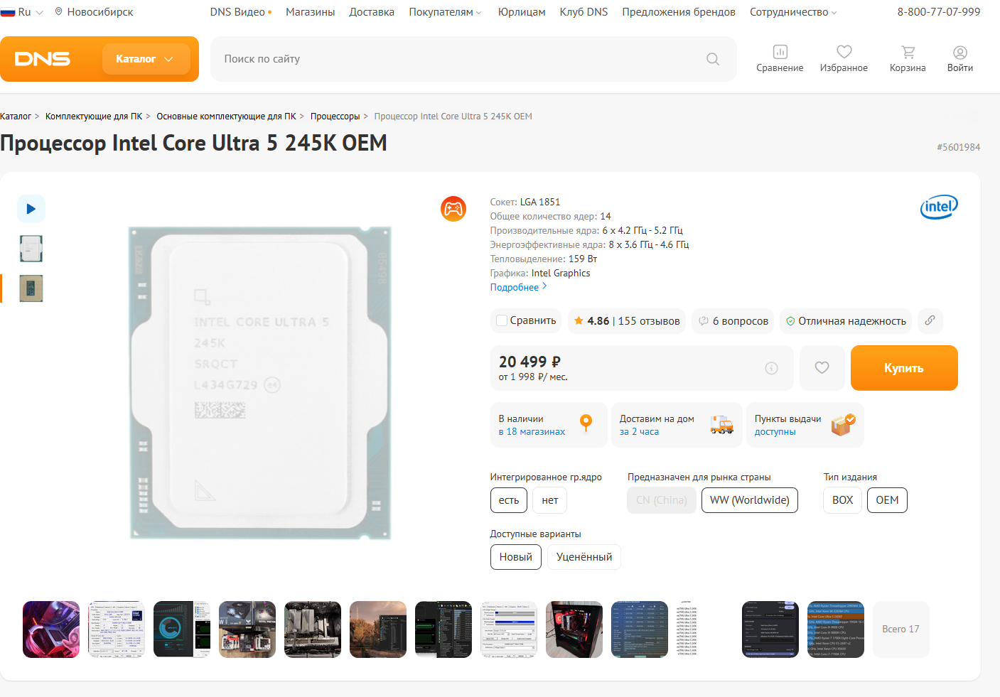 Ru
Новосибирск
DNS Видео
Магазины
Доставка
Покупателям
Юрлицам
Клуб DNS
Предложения брендов
Сотрудничество
8-800-77-07-999
DNS
Каталог
Поиск по сайту
Сравнение
Избранное
Корзина
Войти
Каталог > Комплектующие для ПК > Основные комплектующие для ПК > Процессоры > Процессор Intel Core Ultra 5 245K OEM
Процессор Intel Core Ultra 5 245K OEM
#5601984
INTEL CORE ULTRA 5
245K
SRQCT
L434G729 e4
intel
Сокет: LGA 1851
Общее количество ядер: 14
Производительные ядра: 6 x 4.2 ГГц - 5.2 ГГц
Энергоэффективные ядра: 8 x 3.6 ГГц - 4.6 ГГц
Тепловыделение: 159 Вт
Графика: Intel Graphics
Подробнее
Сравнить
4.86 | 155 отзывов
6 вопросов
Отличная надежность
20 499 ₽
от 1 998 ₽/ мес.
Купить
В наличии
в 18 магазинах
Доставим на дом
за 2 часа
Пункты выдачи
доступны
Интегрированное гр.ядро
есть
нет
Предназначен для рынка страны
CN (China)
WW (Worldwide)
Тип издания
BOX
OEM
Доступные варианты
Новый
Уценённый
Всего 17